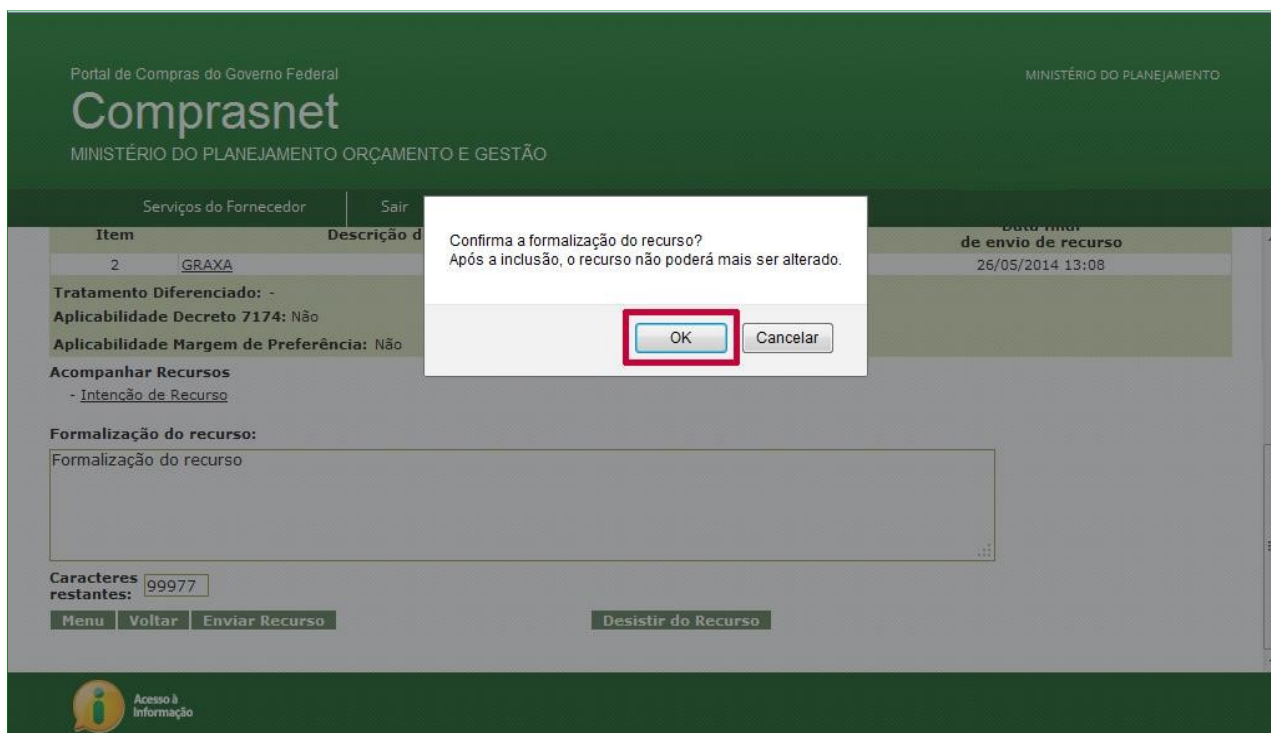 Portal de Compras do Governo Federal
MINISTÉRIO DO PLANEJAMENTO
Comprasnet
MINISTÉRIO DO PLANEJAMENTO ORÇAMENTO E GESTÃO
Serviços do Fornecedor Sair
Confirma a formalização do recurso?
Após a inclusão, o recurso não poderá mais ser alterado.
OK Cancelar
Item Descrição d
de envio de recurso
2 GRAXA 26/05/2014 13:08
Tratamento Diferenciado: -
Aplicabilidade Decreto 7174: Não
Aplicabilidade Margem de Preferência: Não
Acompanhar Recursos
- Intenção de Recurso
Formalização do recurso:
Formalização do recurso
Caracteres
restantes: 99977
Menu Voltar Enviar Recurso Desistir do Recurso
Acesso à
Informação